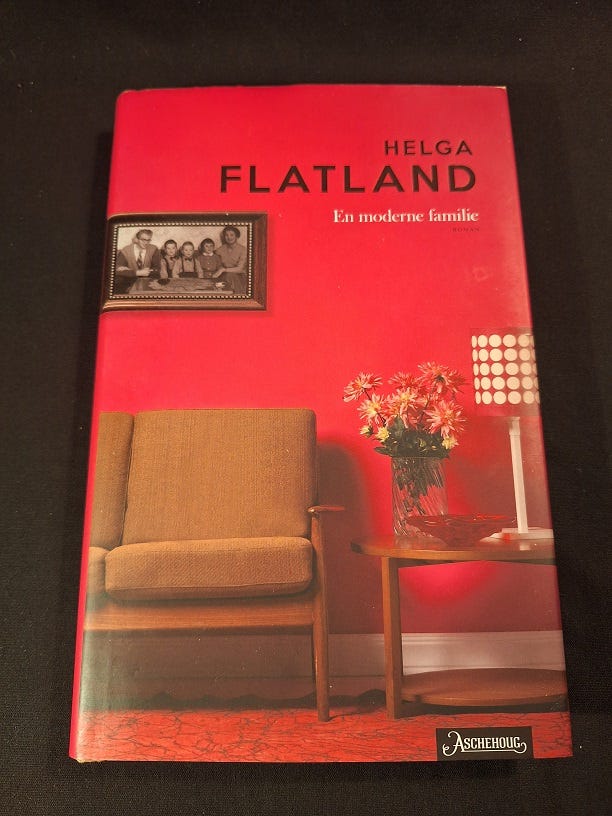 HELGA
FLATLAND
En moderne familie
ROMAN
ASCHEHOUG